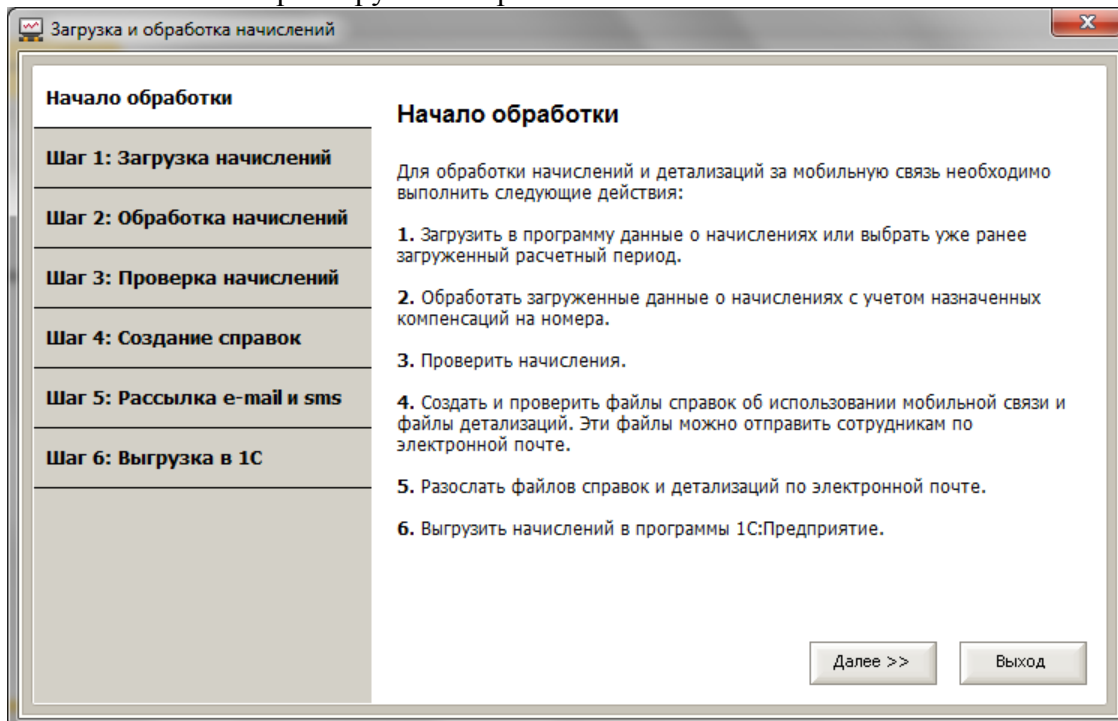 Загрузка и обработка начислений
Начало обработки
Шаг 1: Загрузка начислений
Шаг 2: Обработка начислений
Шаг 3: Проверка начислений
Шаг 4: Создание справок
Шаг 5: Рассылка e-mail и sms
Шаг 6: Выгрузка в 1С
Начало обработки
Для обработки начислений и детализаций за мобильную связь необходимо
выполнить следующие действия:
1. Загрузить в программу данные о начислениях или выбрать уже ранее
загруженный расчетный период.
2. Обработать загруженные данные о начислениях с учетом назначенных
компенсаций на номера.
3. Проверить начисления.
4. Создать и проверить файлы справок об использовании мобильной связи и
файлы детализаций. Эти файлы можно отправить сотрудникам по
электронной почте.
5. Разослать файлов справок и детализаций по электронной почте.
6. Выгрузить начислений в программы 1С:Предприятие.
Далее >>
Выход